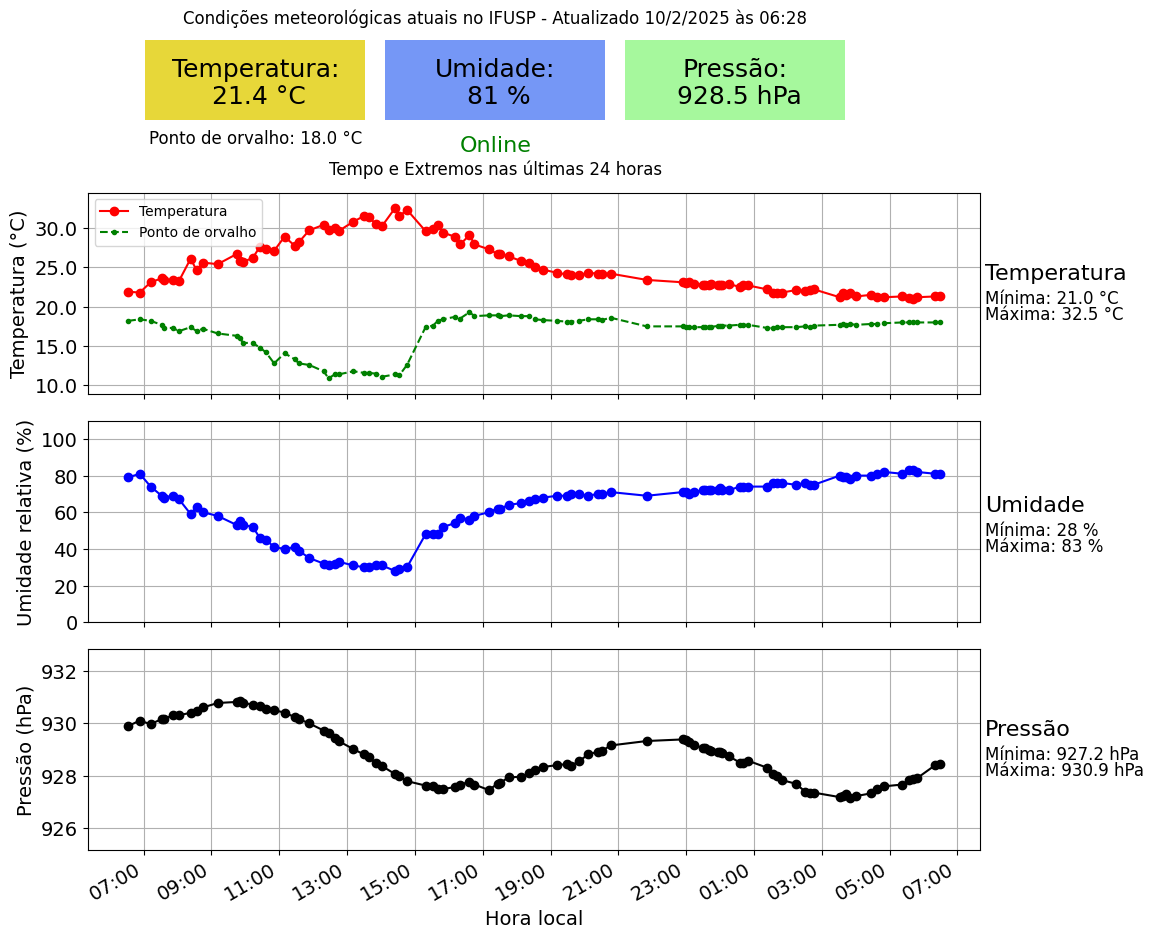 Condições meteorológicas atuais no IFUSP - Atualizado 10/2/2025 às 06:28
Temperatura:
21.4 °C
Umidade:
81 %
Pressão:
928.5 hPa
Ponto de orvalho: 18.0 °C
Online
Tempo e Extremos nas últimas 24 horas
Temperatura (°C)
30.0
25.0
20.0
15.0
10.0
Temperatura
Ponto de orvalho
Temperatura
Mínima: 21.0 °C
Máxima: 32.5 °C
Umidade relativa (%)
100
80
60
40
20
0
Umidade
Mínima: 28 %
Máxima: 83 %
Pressão (hPa)
932
930
928
926
Pressão
Mínima: 927.2 hPa
Máxima: 930.9 hPa
07:00 09:00 11:00 13:00 15:00 17:00 19:00 21:00 23:00 01:00 03:00 05:00 07:00
Hora local